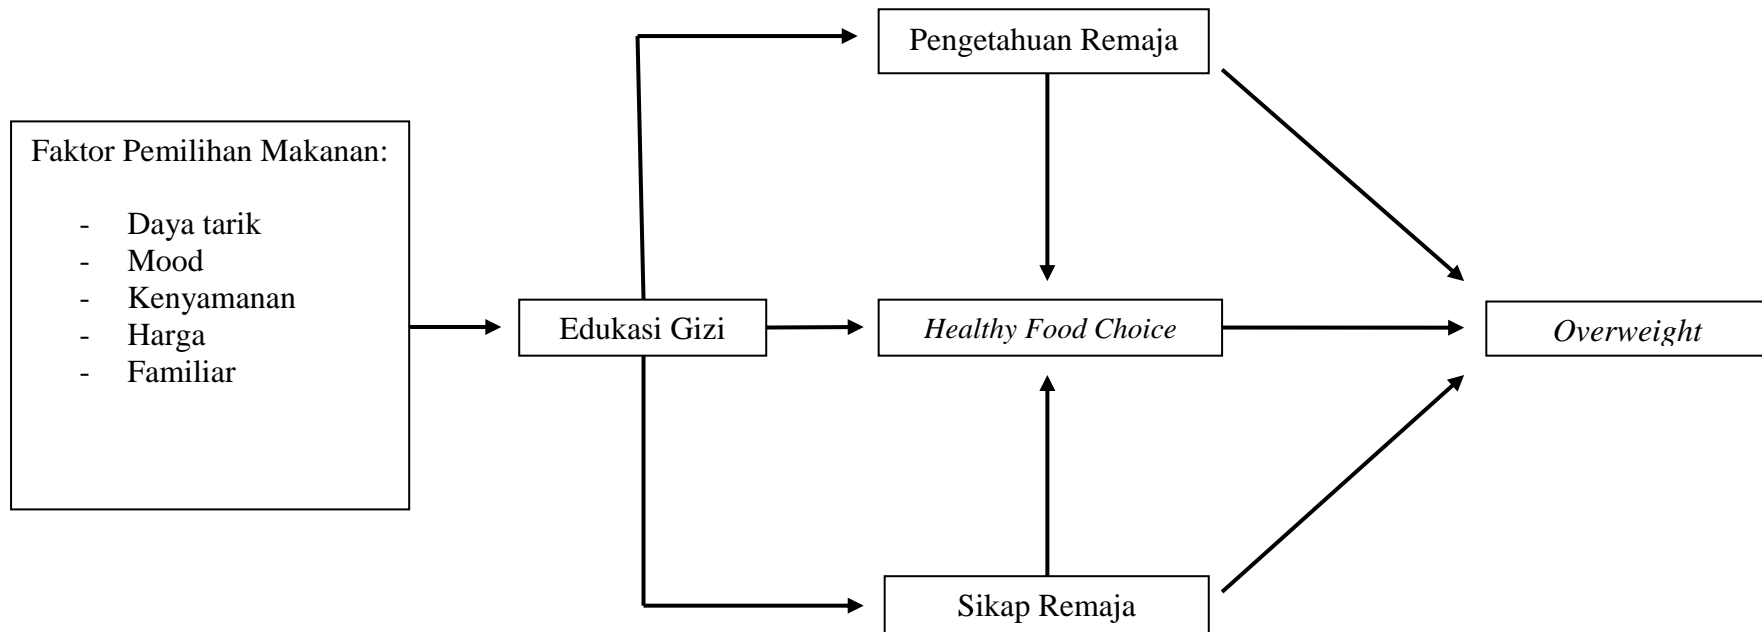 Pengetahuan Remaja
Faktor Pemilihan Makanan:
- Daya tarik
- Mood
- Kenyamanan
- Harga
- Familiar
Edukasi Gizi
Healthy Food Choice
Overweight
Sikap Remaja